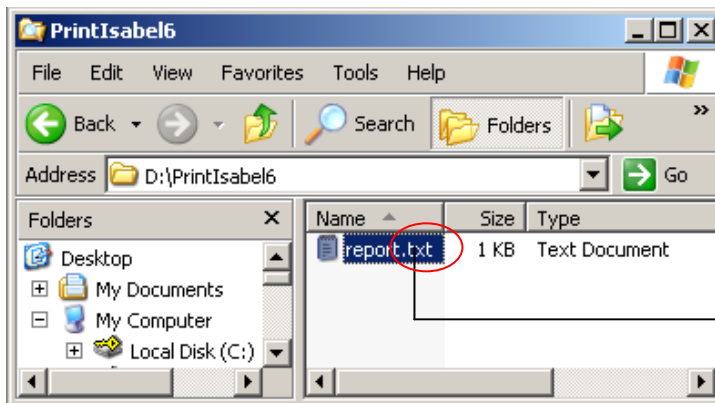 PrintIsabel6
File Edit View Favorites Tools Help
Back Search Folders »
Address D:\PrintIsabel6 Go
Folders
Name Size Type
report.txt 1 KB Text Document
Desktop
My Documents
My Computer
Local Disk (C:)